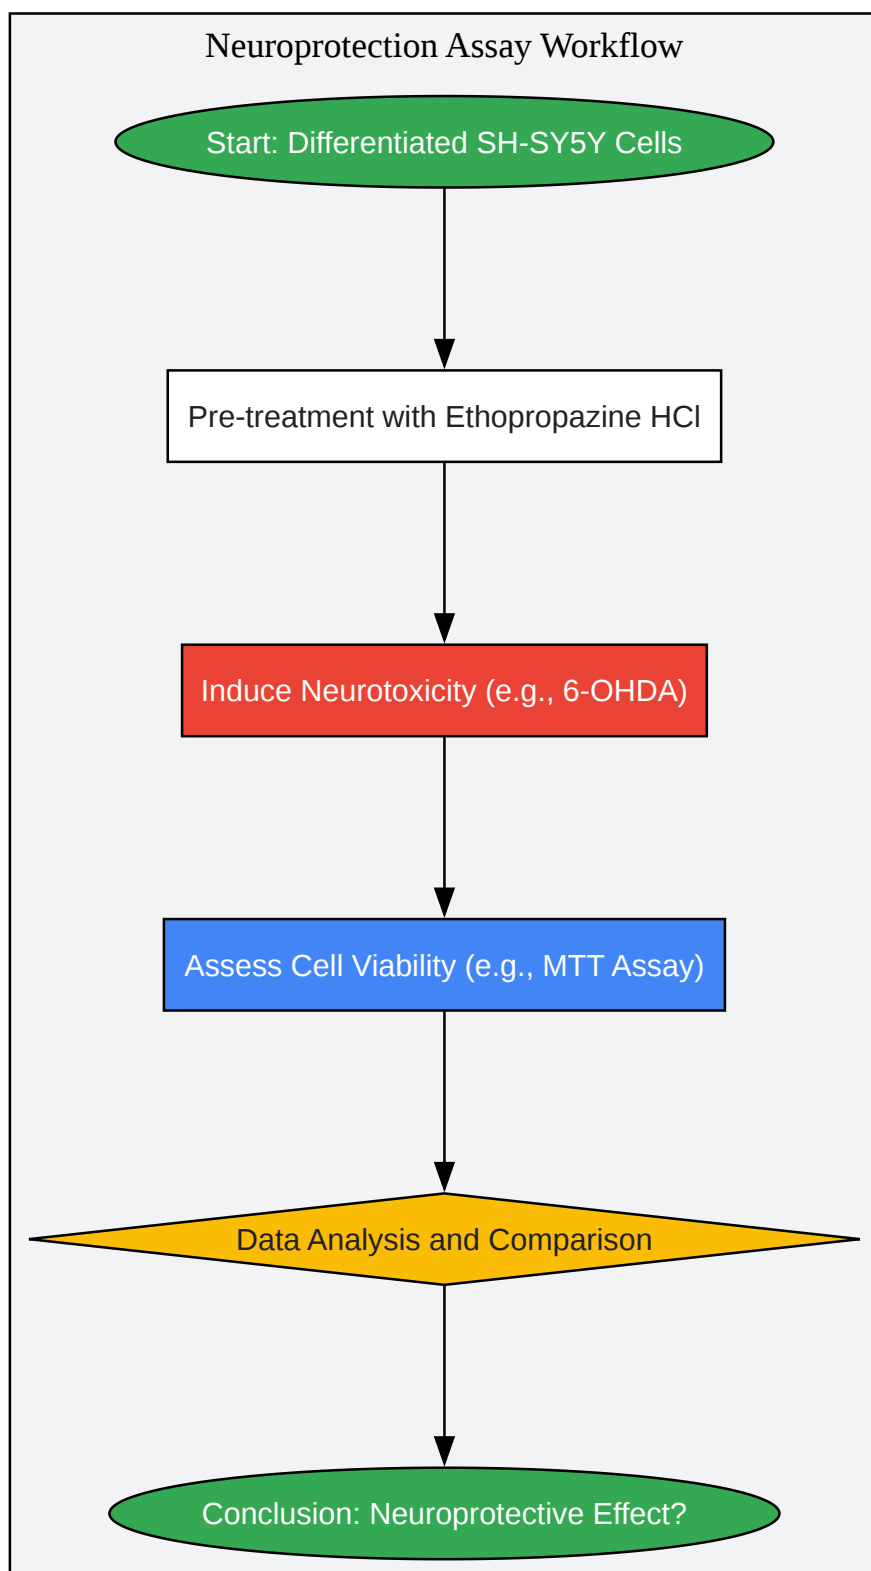 Neuroprotection Assay Workflow
Start: Differentiated SH-SY5Y Cells
Pre-treatment with Ethopropazine HCl
Induce Neurotoxicity (e.g., 6-OHDA)
Assess Cell Viability (e.g., MTT Assay)
Data Analysis and Comparison
Conclusion: Neuroprotective Effect?